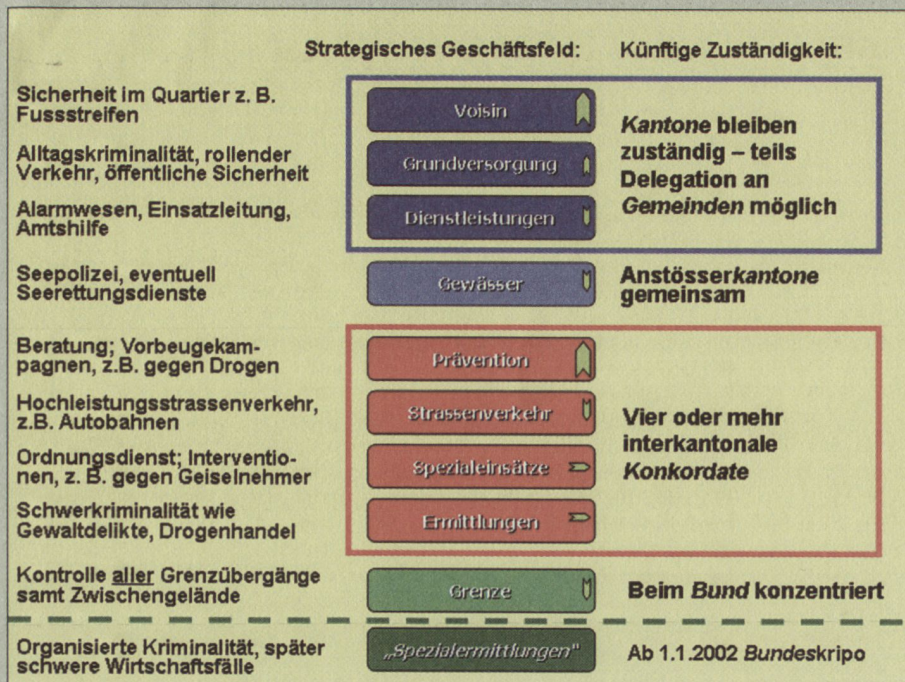 Strategisches Geschäftsfeld: Künftige Zuständigkeit:
Sicherheit im Quartier z. B.
Fussstreifen
Voisin
Alltagskriminalität, rollender
Verkehr, öffentliche Sicherheit
Grundversorgung
Alarmwesen, Einsatzleitung,
Amtshilfe
Dienstleistungen
Kantone bleiben
zuständig – teils
Delegation an
Gemeinden möglich
Seepolizei, eventuell
Seerettungsdienste
Gewässer
Anstösserkantone
gemeinsam
Beratung; Vorbeugekam-
pagnen, z.B. gegen Drogen
Prävention
Hochleistungsstrassenverkehr,
z.B. Autobahnen
Strassenverkehr
Ordnungsdienst; Interventio-
nen, z. B. gegen Geiselnehmer
Spezialeinsätze
Schwerkriminalität wie
Gewaltdelikte, Drogenhandel
Ermittlungen
Vier oder mehr
interkantonale
Konkordate
Kontrolle aller Grenzübergänge
samt Zwischengelände
Grenze
Beim Bund konzentriert
Organisierte Kriminalität, später
schwere Wirtschaftsfälle
„Spezialermittlungen"
Ab 1.1.2002 Bundeskripo